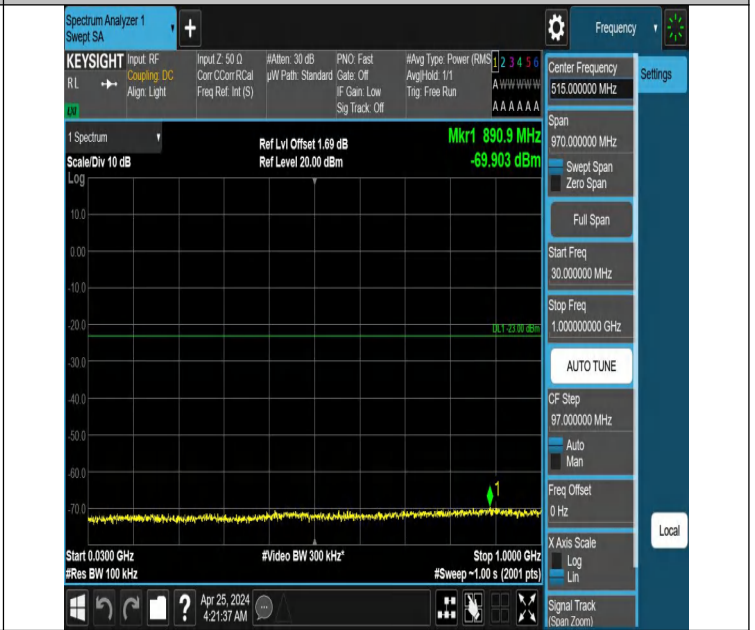 Spectrum Analyzer 1
Swept SA
Frequency
KEYSIGHT
RL
LXI
Input: RF
Coupling: DC
Align: Light
Input Z: 50 Ω
Corr CCorr RCal
Freq Ref: Int (S)
#Atten: 30 dB
µW Path: Standard
PNO: Fast
Gate: Off
IF Gain: Low
Sig Track: Off
#Avg Type: Power (RMS
Avg|Hold: 1/1
Trig: Free Run
1 2 3 4 5 6
A W W W W W
A A A A A A
1 Spectrum
Scale/Div 10 dB
Ref Lvl Offset 1.69 dB
Ref Level 20.00 dBm
Mkr1 890.9 MHz
-69.903 dBm
Log
10.0
0.00
-10.0
-20.0
DL1 -23.00 dBm
-30.0
-40.0
-50.0
-60.0
1
-70.0
Start 0.0300 GHz
#Res BW 100 kHz
#Video BW 300 kHz*
Stop 1.0000 GHz
#Sweep ~1.00 s (2001 pts)
Center Frequency
515.000000 MHz
Settings
Span
970.000000 MHz
Swept Span
Zero Span
Full Span
Start Freq
30.000000 MHz
Stop Freq
1.000000000 GHz
AUTO TUNE
CF Step
97.000000 MHz
Auto
Man
Freq Offset
0 Hz
X Axis Scale
Log
Lin
Local
Signal Track
(Span Zoom)
?
Apr 25, 2024
4:21:37 AM